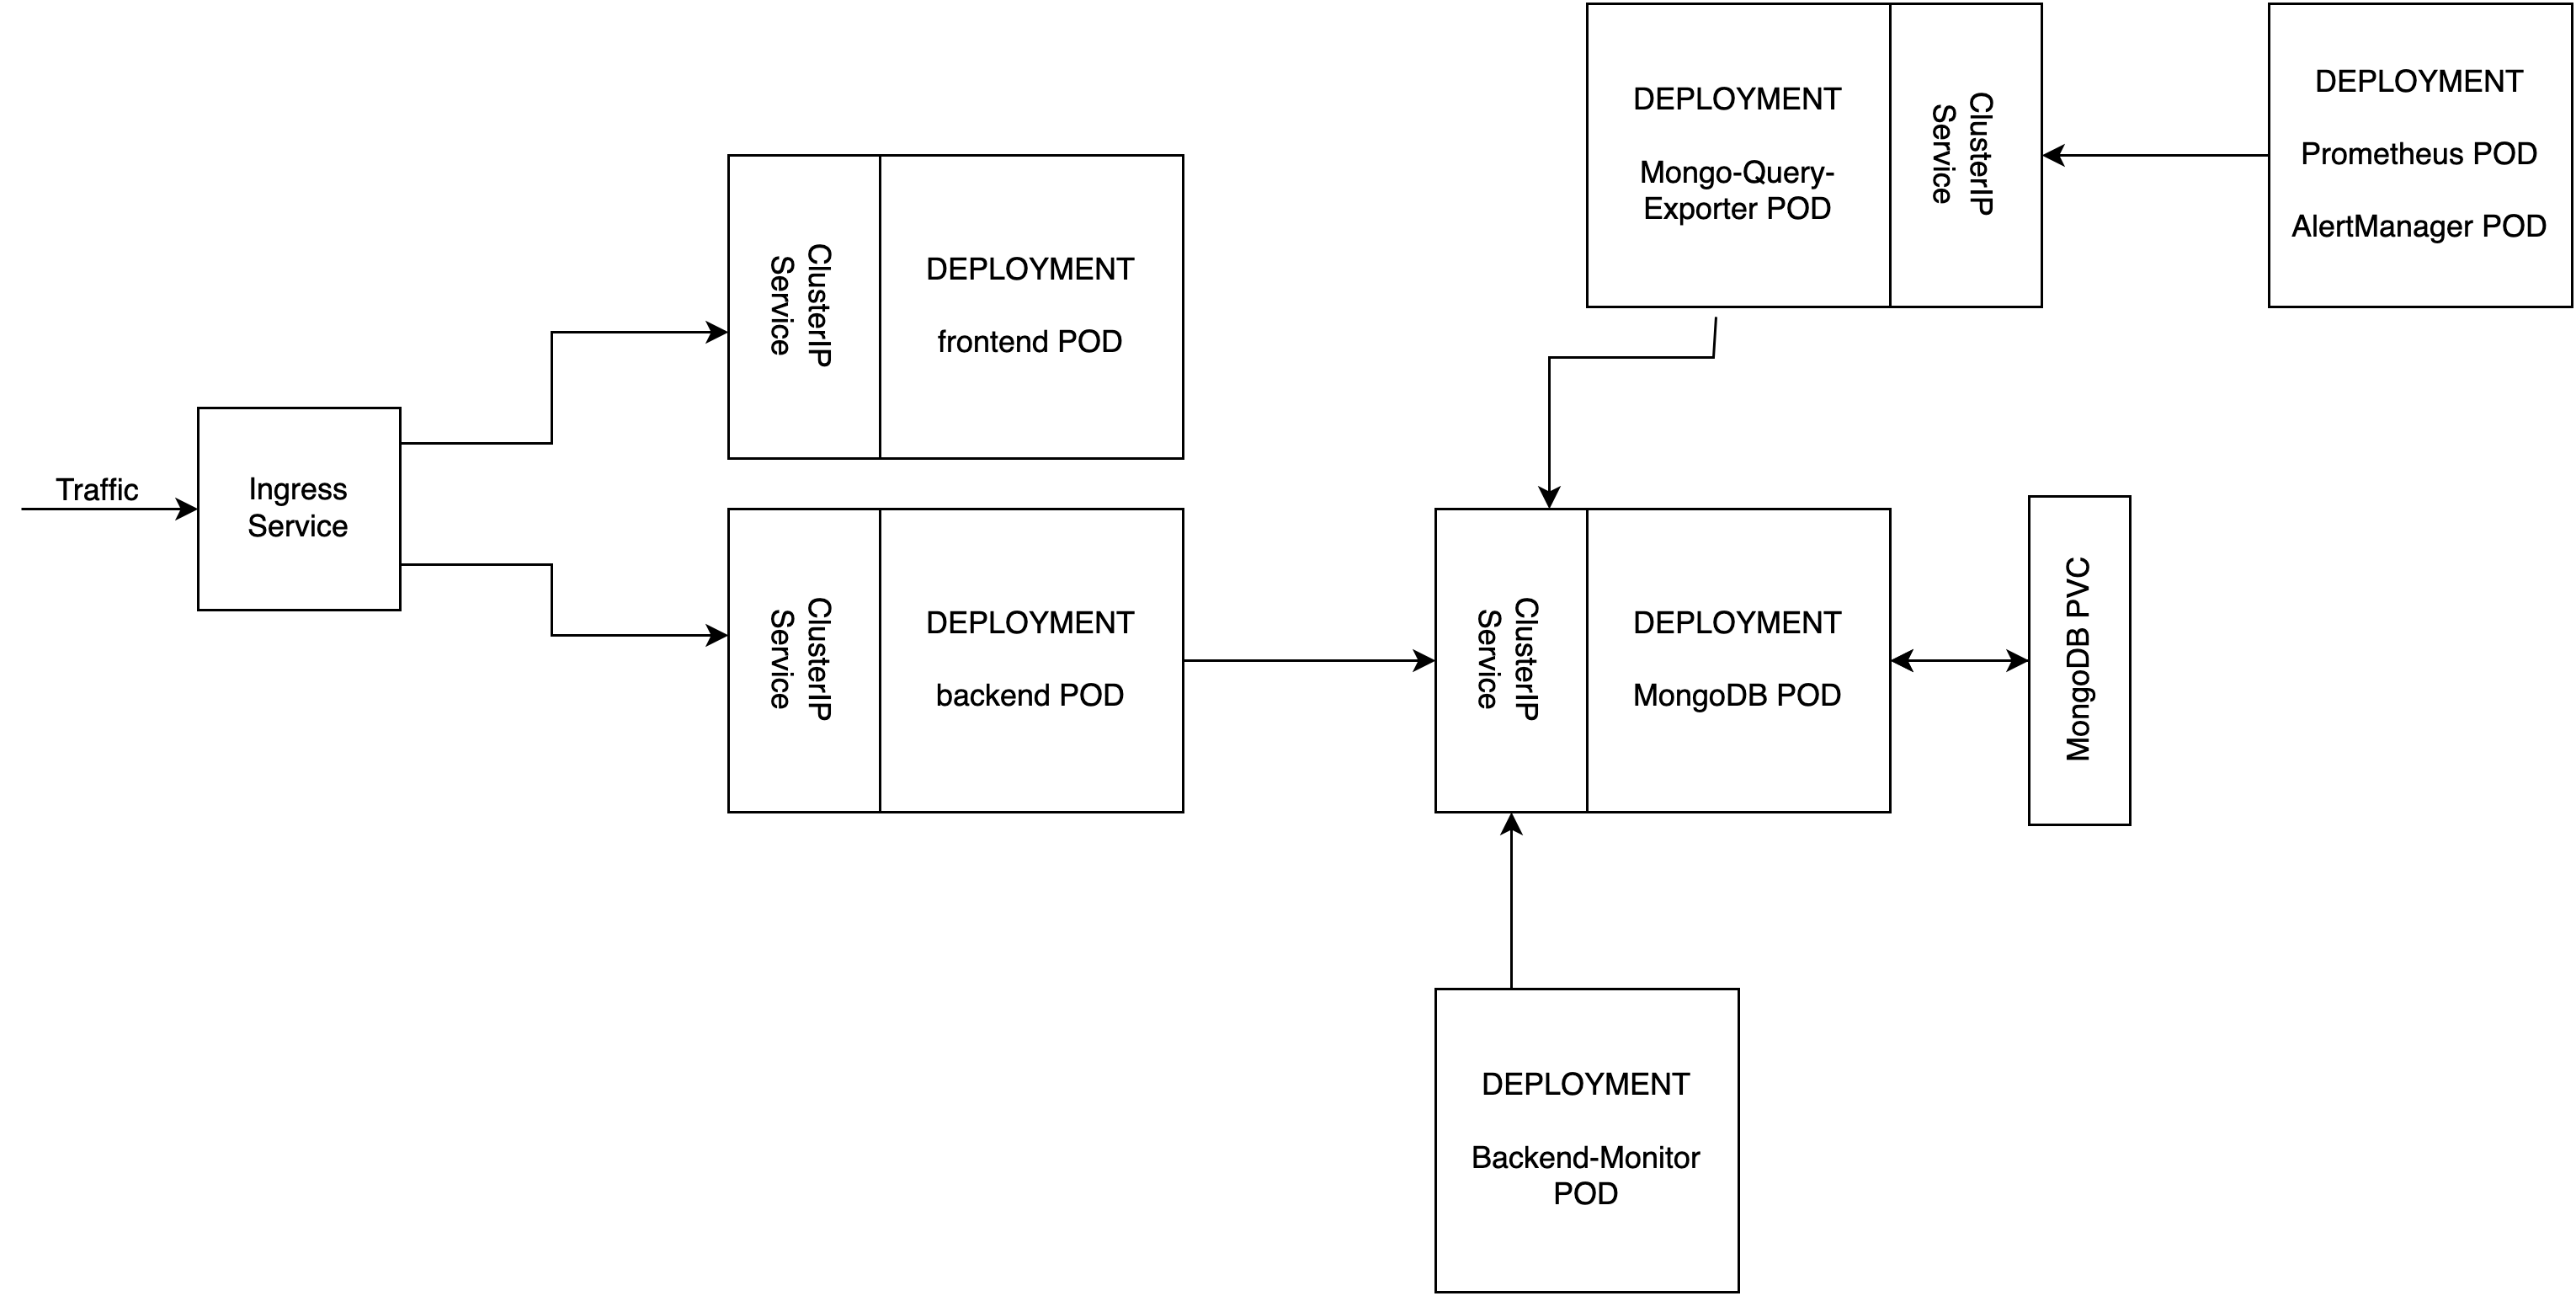 Traffic
Ingress
Service
ClusterIP
Service
DEPLOYMENT
frontend POD
ClusterIP
Service
DEPLOYMENT
backend POD
DEPLOYMENT
Mongo-Query-
Exporter POD
ClusterIP
Service
DEPLOYMENT
Prometheus POD
AlertManager POD
ClusterIP
Service
DEPLOYMENT
MongoDB POD
MongoDB PVC
DEPLOYMENT
Backend-Monitor
POD